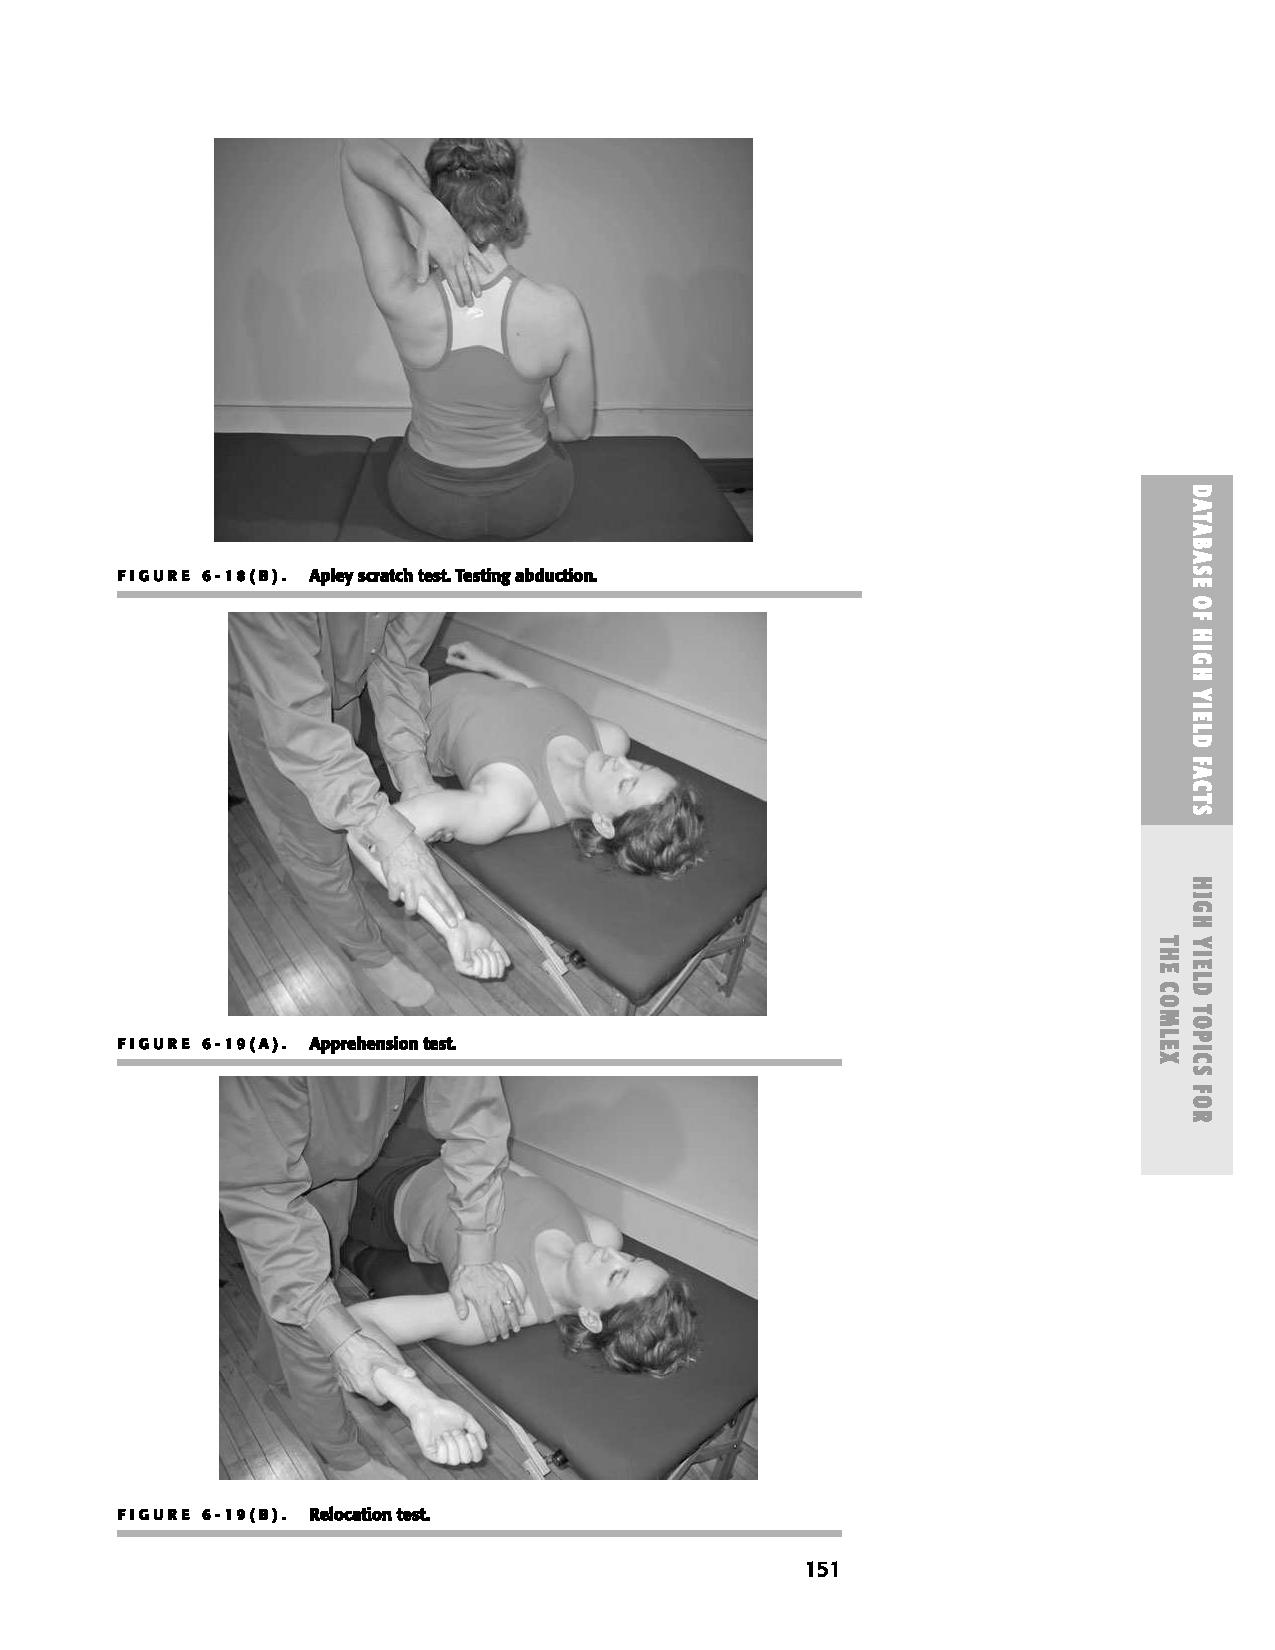 FIGURE 6-18(B). Apley scratch test. Testing abduction.
FIGURE 6-19(A). Apprehension test.
FIGURE 6-19(B). Relocation test.
151
DATABASE OF HIGH YIELD FACTS
HIGH YIELD TOPICS FOR
THE COMLEX